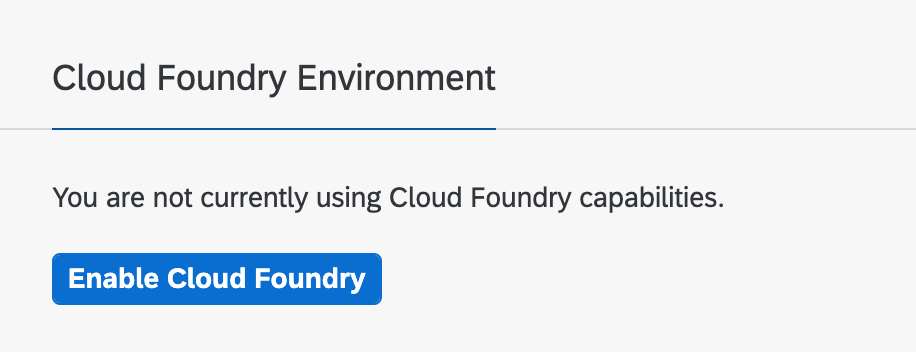 Cloud Foundry Environment
You are not currently using Cloud Foundry capabilities.
Enable Cloud Foundry